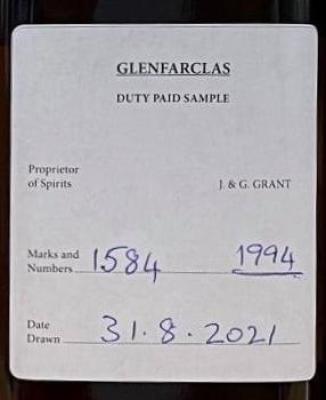 GLENFARCLAS
DUTY PAID SAMPLE
Proprietor
of Spirits J. & G. GRANT
Marks and
Numbers 1584 1994
Date
Drawn 31.8.2021